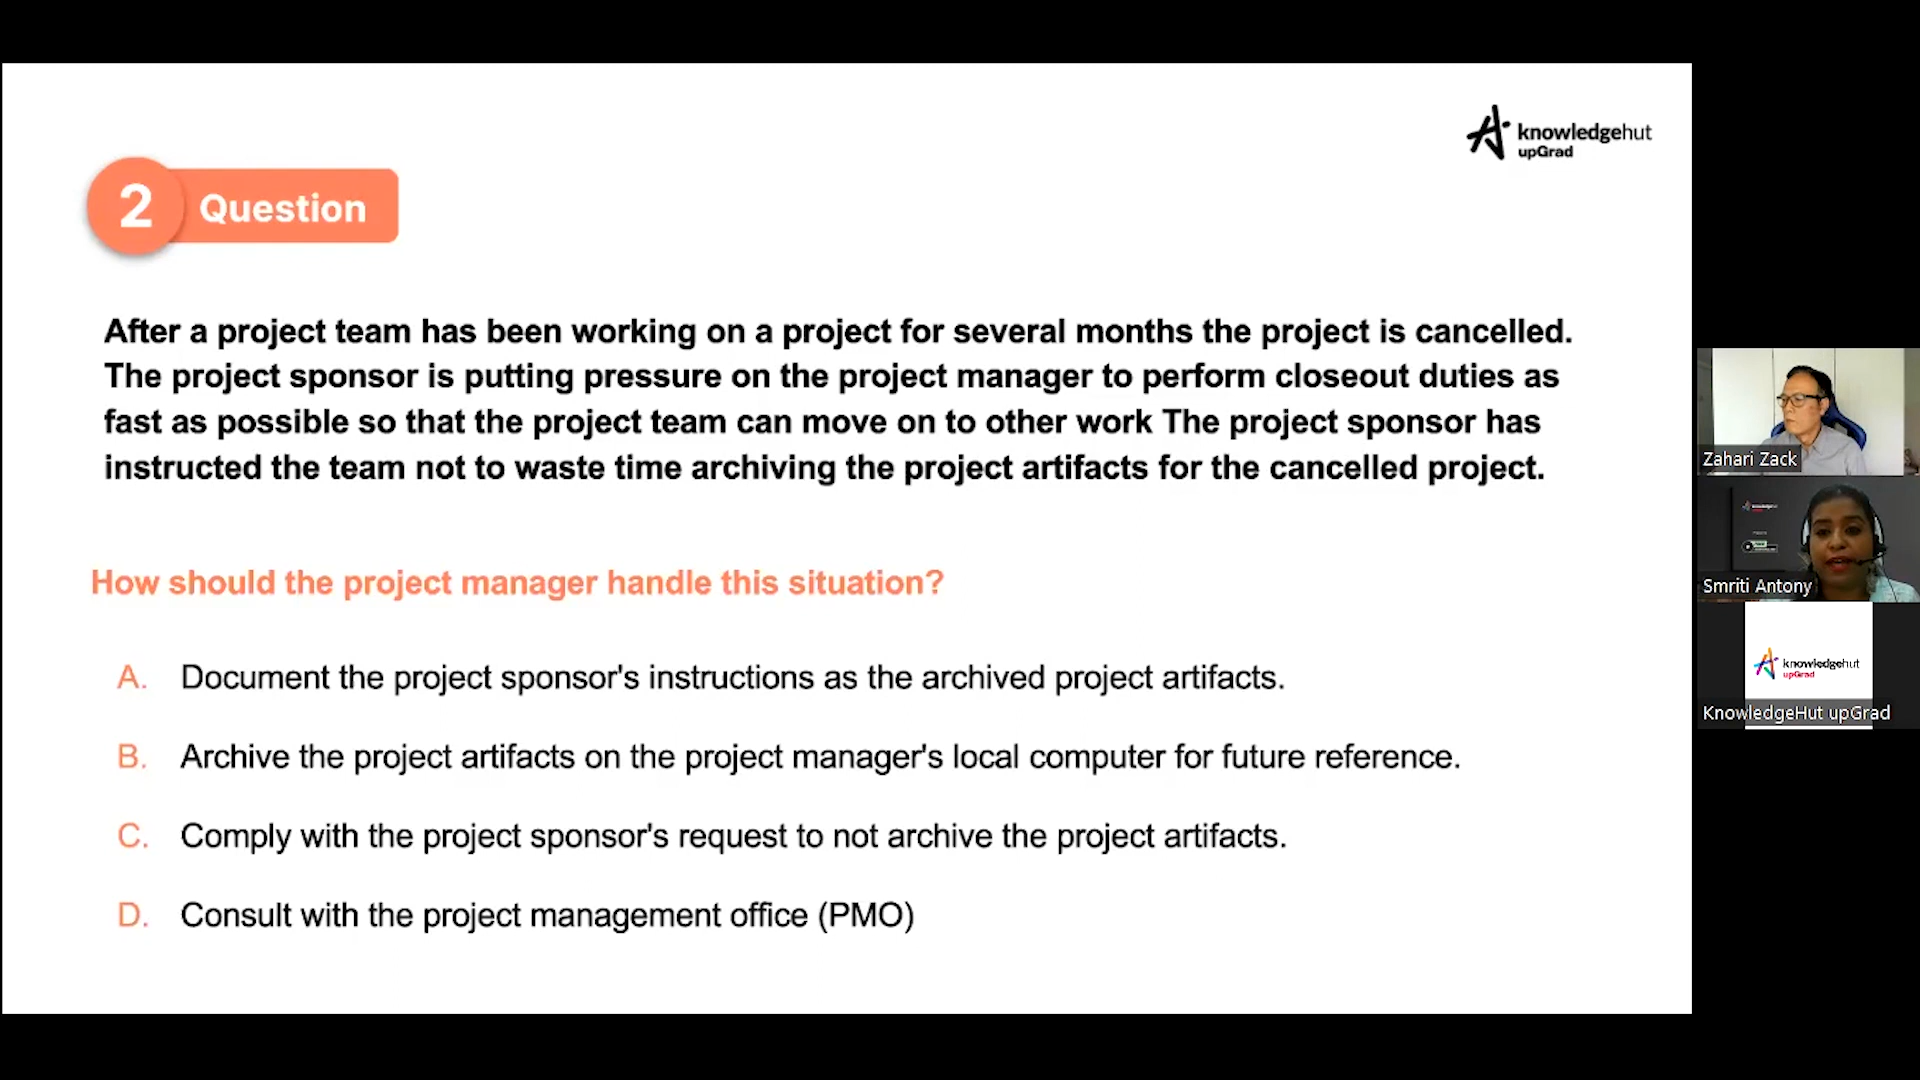 knowledgehut
upGrad
2 Question
After a project team has been working on a project for several months the project is cancelled.
The project sponsor is putting pressure on the project manager to perform closeout duties as
fast as possible so that the project team can move on to other work The project sponsor has
instructed the team not to waste time archiving the project artifacts for the cancelled project.
How should the project manager handle this situation?
A. Document the project sponsor's instructions as the archived project artifacts.
B. Archive the project artifacts on the project manager's local computer for future reference.
C. Comply with the project sponsor's request to not archive the project artifacts.
D. Consult with the project management office (PMO)
Zahari Zack
Smriti Antony
knowledgehut
upGrad
KnowledgeHut upGrad